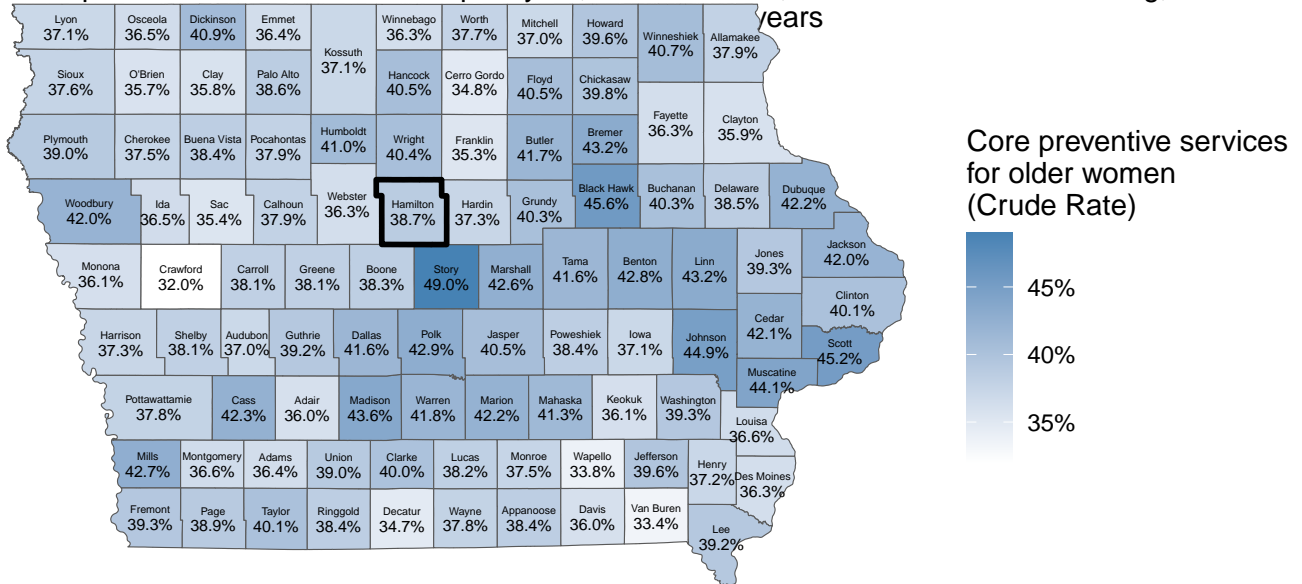 years
Lyon Osceola Dickinson Emmet Winnebago Worth Mitchell Howard Winneshiek Allamakee
37.1% 36.5% 40.9% 36.4% 36.3% 37.7% 37.0% 39.6% 40.7% 37.9%
Kossuth
37.1%
Sioux O'Brien Clay Palo Alto Hancock Cerro Gordo Floyd Chickasaw
37.6% 35.7% 35.8% 38.6% 40.5% 34.8% 40.5% 39.8%
Fayette Clayton
36.3% 35.9%
Plymouth Cherokee Buena Vista Pocahontas Humboldt Wright Franklin Butler Bremer
39.0% 37.5% 38.4% 37.9% 41.0% 40.4% 35.3% 41.7% 43.2%
Woodbury Ida Sac Calhoun Webster Hamilton Hardin Grundy Black Hawk Buchanan Delaware Dubuque
42.0% 36.5% 35.4% 37.9% 36.3% 38.7% 37.3% 40.3% 45.6% 40.3% 38.5% 42.2%
Monona Crawford Carroll Greene Boone Story Marshall Tama Benton Linn Jones Jackson
36.1% 32.0% 38.1% 38.1% 38.3% 49.0% 42.6% 41.6% 42.8% 43.2% 39.3% 42.0%
Clinton
40.1%
Harrison Shelby Audubon Guthrie Dallas Polk Jasper Poweshiek Iowa Johnson Cedar Scott
37.3% 38.1% 37.0% 39.2% 41.6% 42.9% 40.5% 38.4% 37.1% 44.9% 42.1% 45.2%
Muscatine
44.1%
Pottawattamie Cass Adair Madison Warren Marion Mahaska Keokuk Washington Louisa
37.8% 42.3% 36.0% 43.6% 41.8% 42.2% 41.3% 36.1% 39.3% 36.6%
Mills Montgomery Adams Union Clarke Lucas Monroe Wapello Jefferson Henry Des Moines
42.7% 36.6% 36.4% 39.0% 40.0% 38.2% 37.5% 33.8% 39.6% 37.2% 36.3%
Fremont Page Taylor Ringgold Decatur Wayne Appanoose Davis Van Buren Lee
39.3% 38.9% 40.1% 38.4% 34.7% 37.8% 38.4% 36.0% 33.4% 39.2%
Core preventive services
for older women
(Crude Rate)
45%
40%
35%